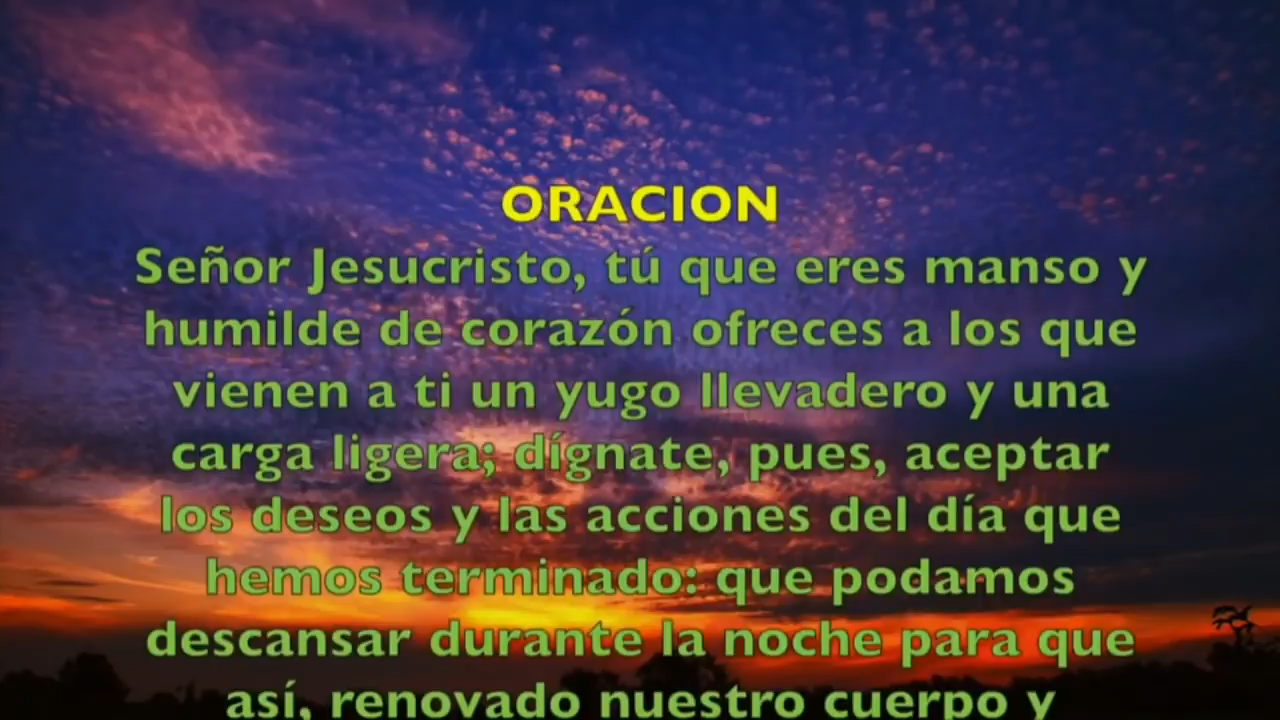 ORACION
Señor Jesucristo, tú que eres manso y
humilde de corazón ofreces a los que
vienen a ti un yugo llevadero y una
carga ligera; dígnate, pues, aceptar
los deseos y las acciones del día que
hemos terminado: que podamos
descansar durante la noche para que
así, renovado nuestro cuerpo y